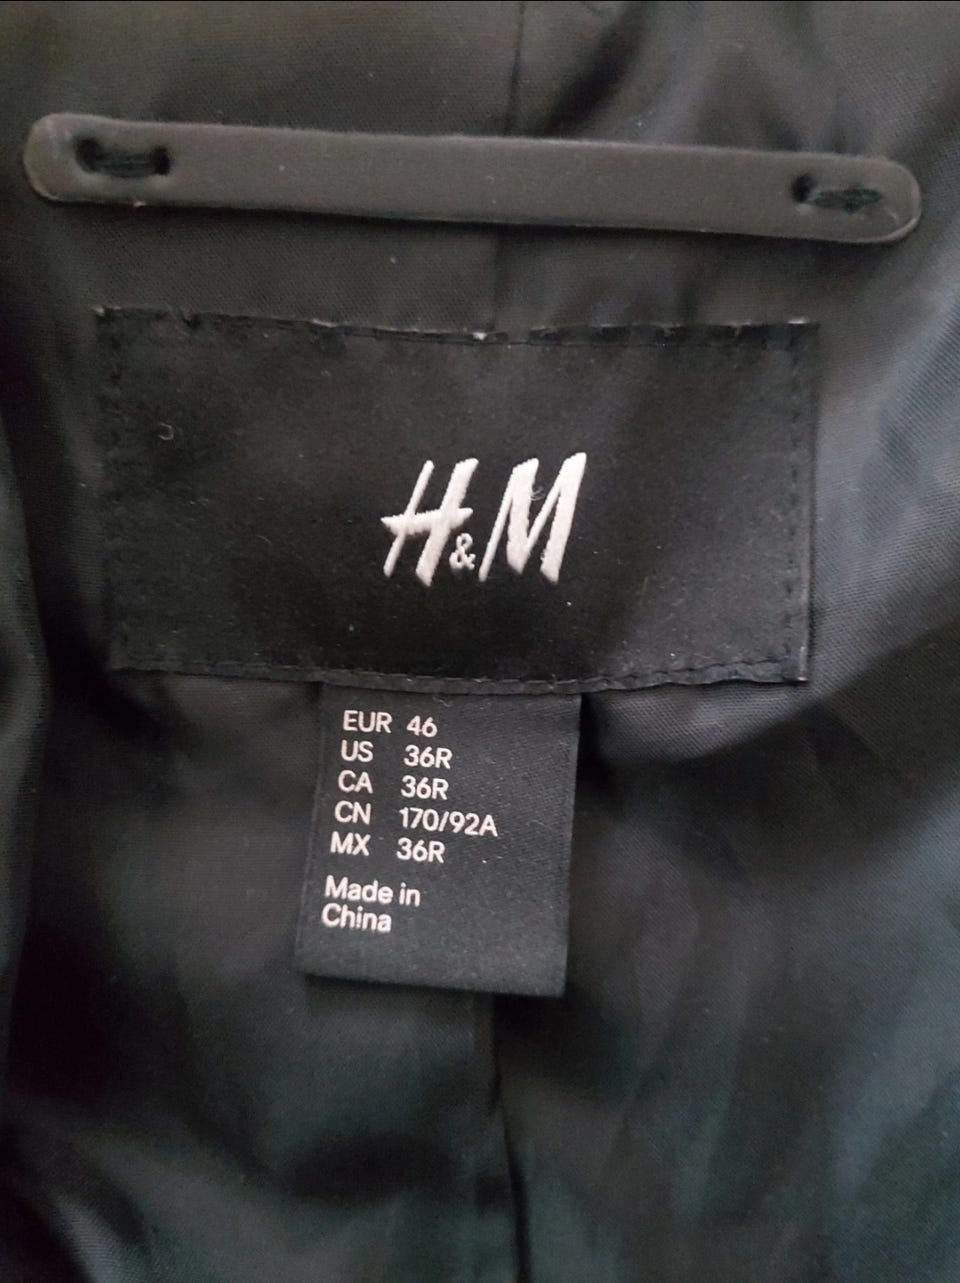 H&M
EUR 46
US 36R
CA 36R
CN 170/92A
MX 36R
Made in
China